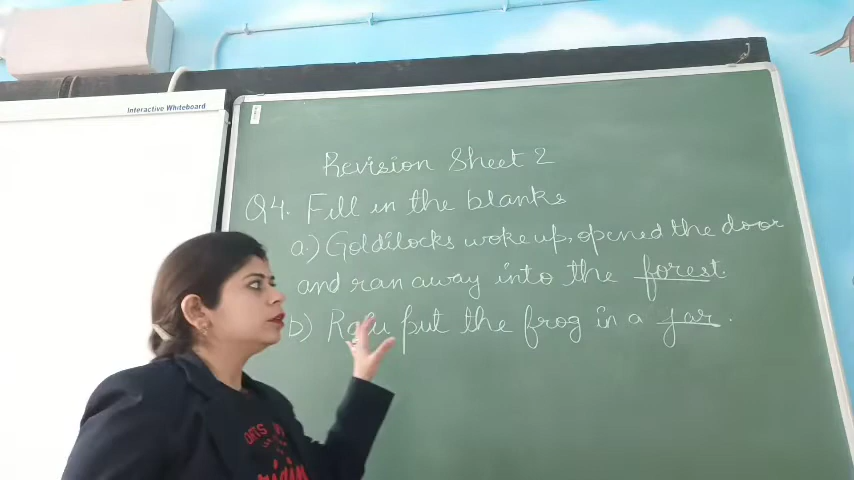 Interactive Whiteboard
Revision Sheet 2
Q4. Fill in the blanks
a.) Goldilocks woke up, opened the door
and ran away into the forest.
b) Raju put the frog in a jar.